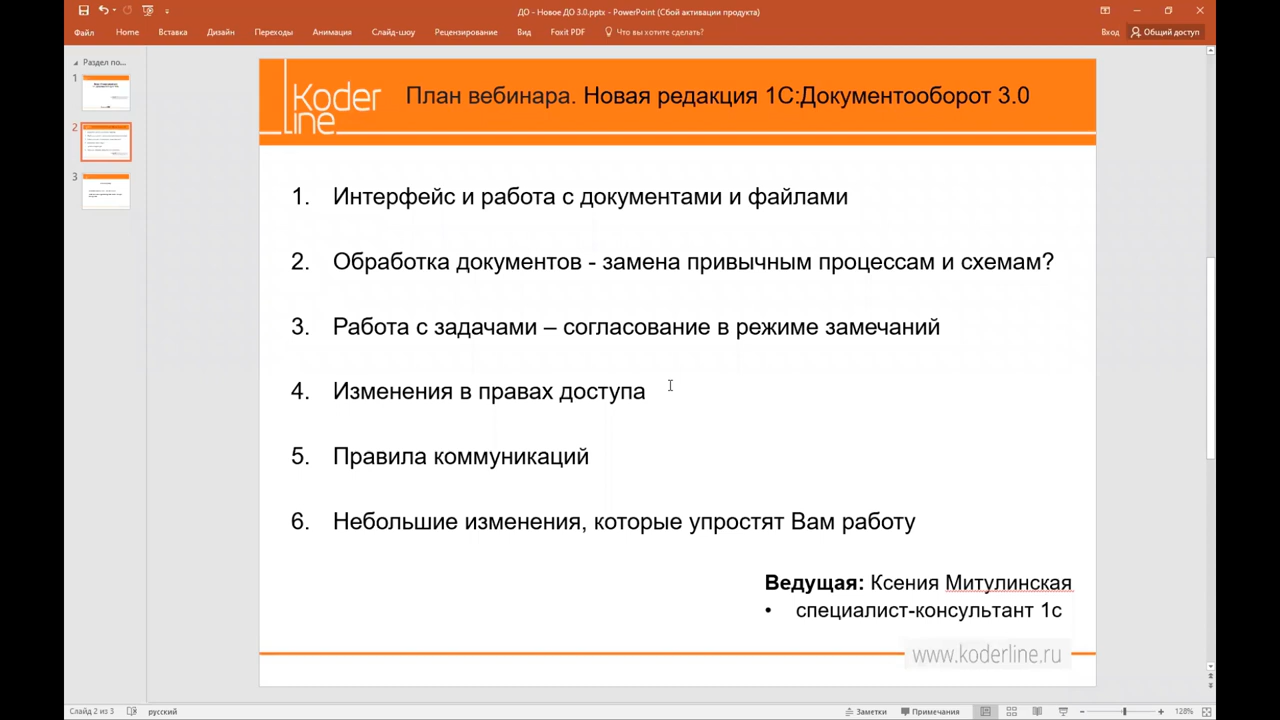 ДО - Новое ДО 3.0.pptx - PowerPoint (Сбой активации продукта)
Файл Home Вставка Дизайн Переходы Анимация Слайд-шоу Рецензирование Вид Foxit PDF Что вы хотите сделать? Вход Общий доступ
Раздел по...
1
2
3
Koder line
План вебинара. Новая редакция 1С:Документооборот 3.0
1. Интерфейс и работа с документами и файлами
2. Обработка документов - замена привычным процессам и схемам?
3. Работа с задачами – согласование в режиме замечаний
4. Изменения в правах доступа
5. Правила коммуникаций
6. Небольшие изменения, которые упростят Вам работу
Ведущая: Ксения Митулинская
• специалист-консультант 1с
www.koderline.ru
Слайд 2 из 3 русский Заметки Примечания 128%